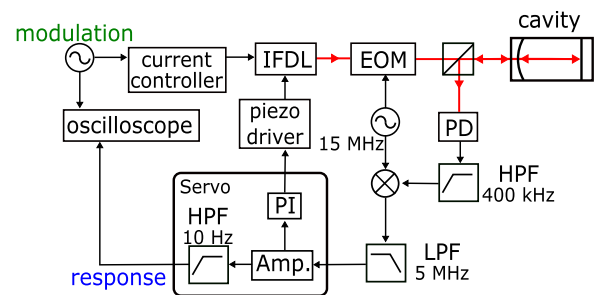 cavity
modulation
current
controller
IFDL
EOM
oscilloscope
piezo
driver
PD
15 MHz
HPF
400 kHz
Servo
PI
HPF
10 Hz
Amp.
LPF
5 MHz
response